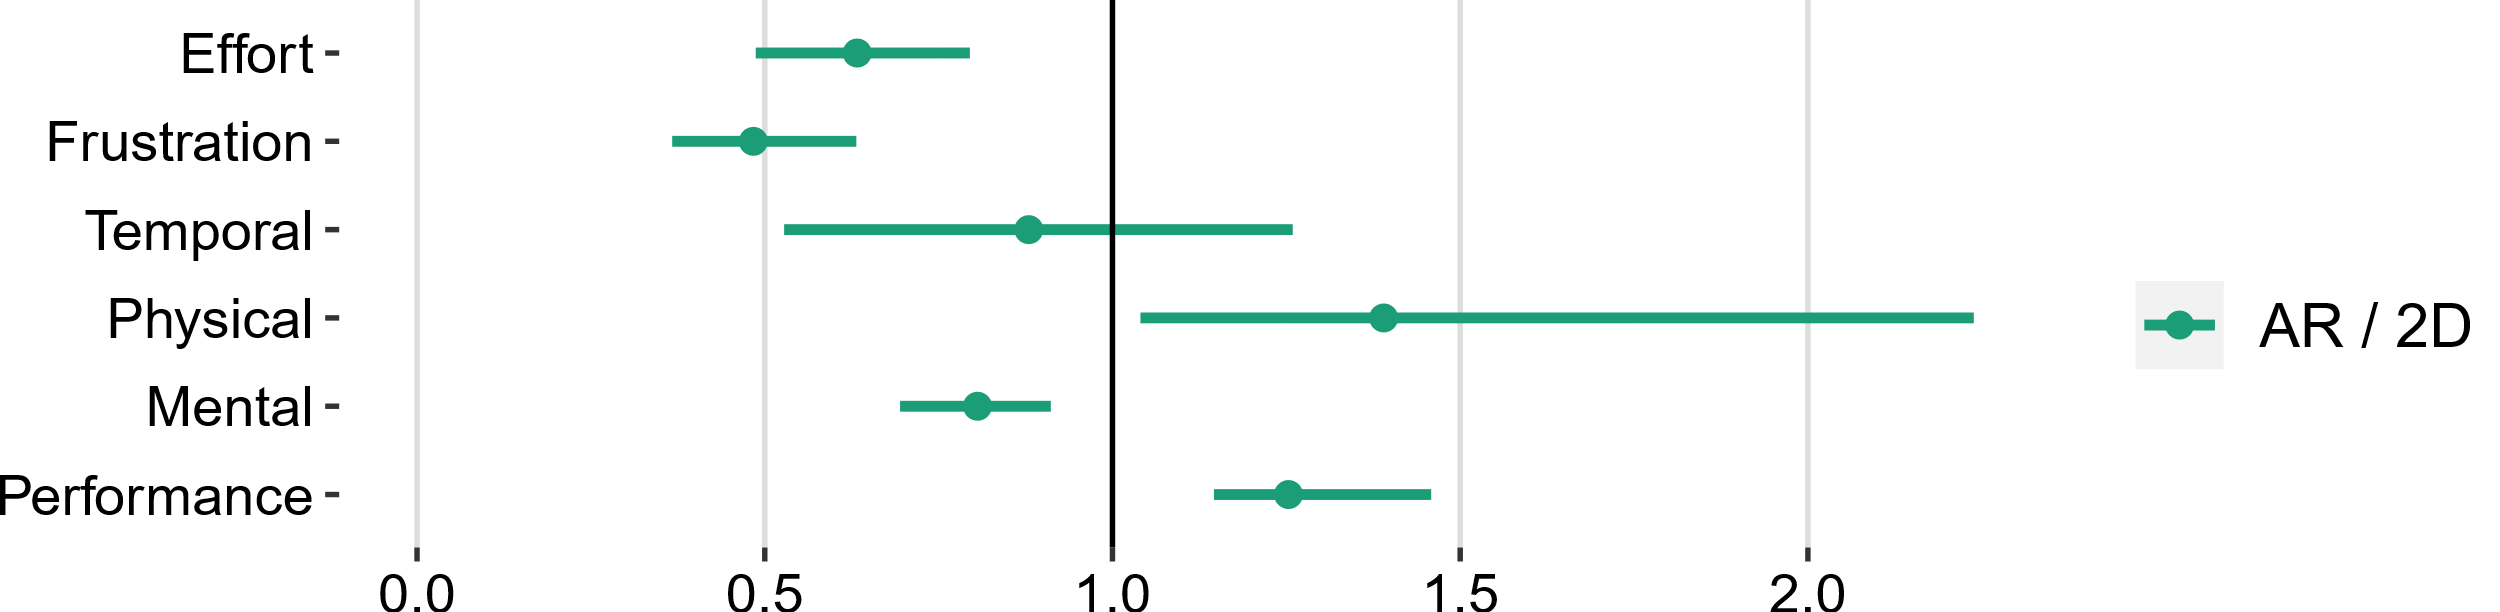 Effort
Frustration
Temporal
Physical
Mental
Performance
0.0 0.5 1.0 1.5 2.0
AR / 2D